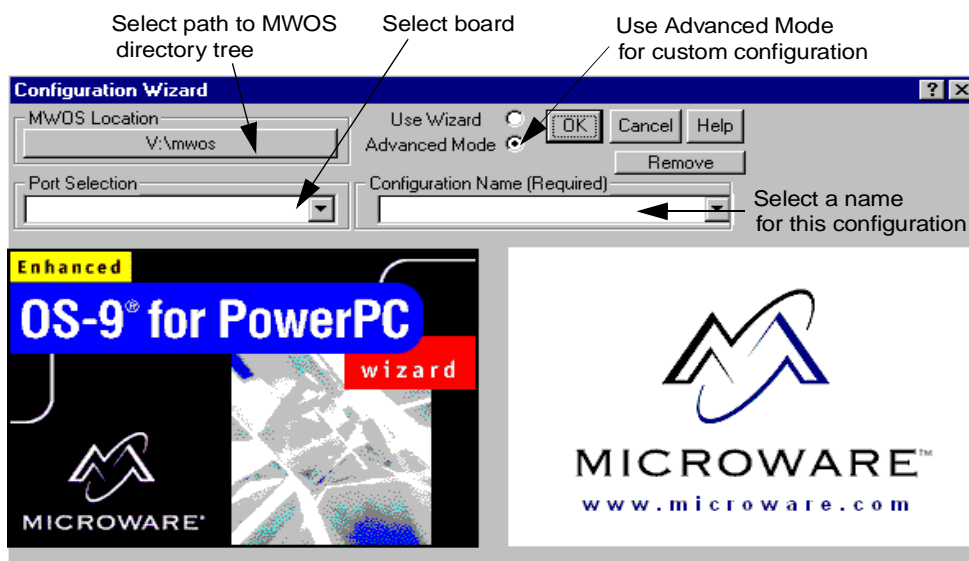 Select path to MWOS
directory tree
Select board
Use Advanced Mode
for custom configuration
Configuration Wizard
? ×
MWOS Location
V:\mwos
Use Wizard
Advanced Mode
OK
Cancel
Help
Remove
Port Selection
Configuration Name (Required)
Select a name
for this configuration
Enhanced
OS-9® for PowerPC
wizard
MICROWARE®
MICROWARE™
www.microware.com